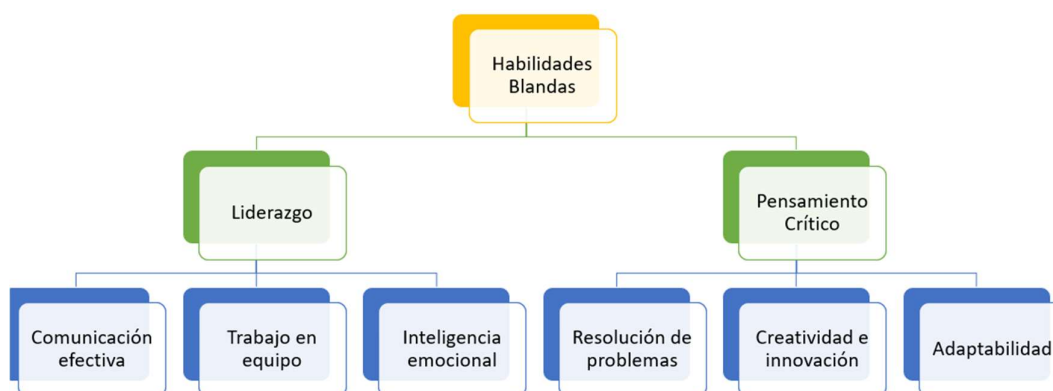 Habilidades
Blandas
Liderazgo
Pensamiento
Crítico
Comunicación
efectiva
Trabajo en
equipo
Inteligencia
emocional
Resolución de
problemas
Creatividad e
innovación
Adaptabilidad